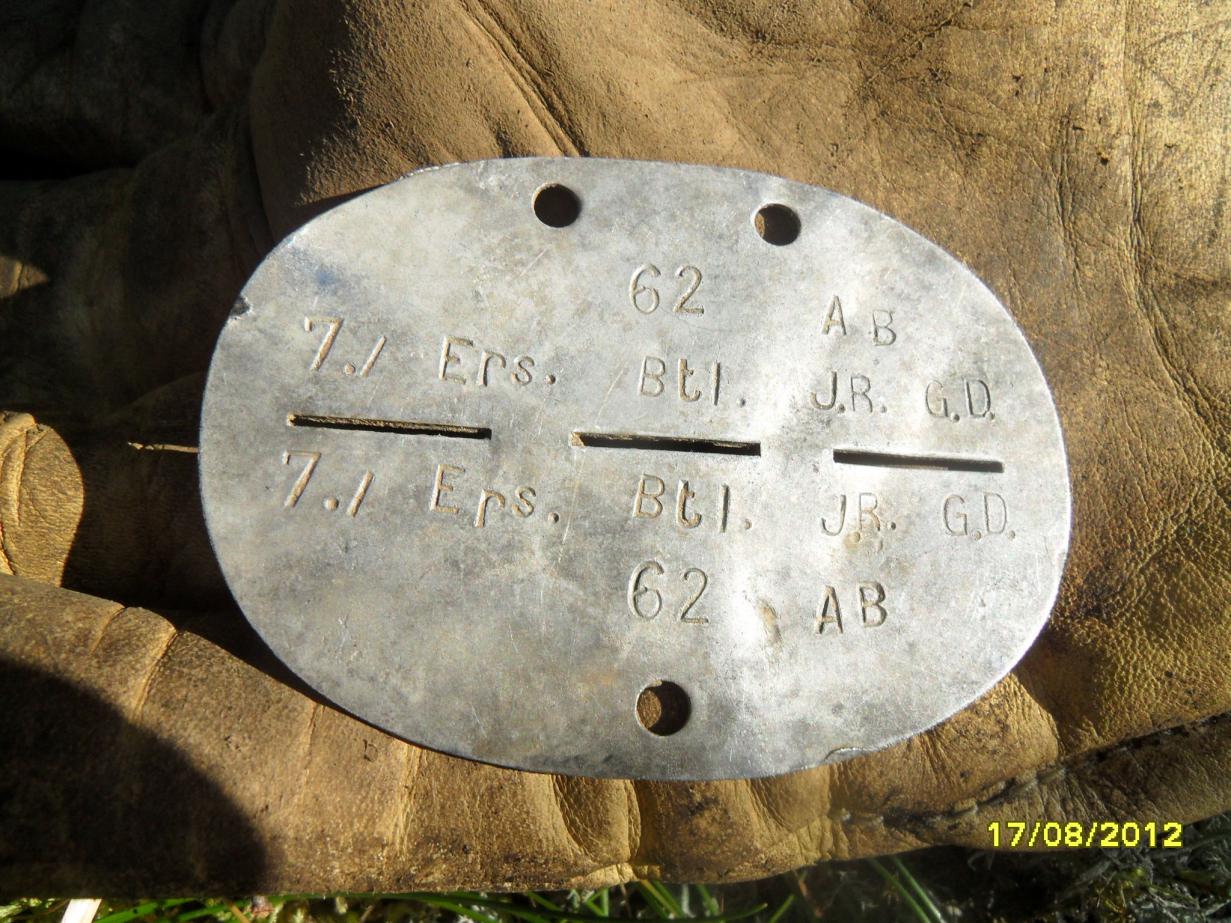 62 AB
7./ Ers. Btl. J.R. G.D.
7./ Ers. Btl. J.R. G.D.
62 AB
17/08/2012